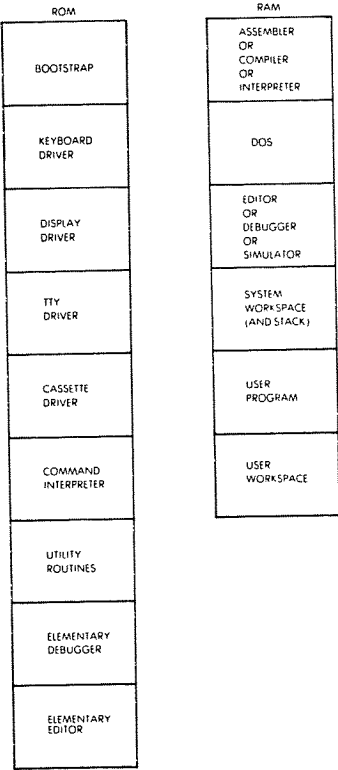 ROM
BOOTSTRAP
KEYBOARD
DRIVER
DISPLAY
DRIVER
TTY
DRIVER
CASSETTE
DRIVER
COMMAND
INTERPRETER
UTILITY
ROUTINES
ELEMENTARY
DEBUGGER
ELEMENTARY
EDITOR
RAM
ASSEMBLER
OR
COMPILER
OR
INTERPRETER
DOS
EDITOR
OR
DEBUGGER
OR
SIMULATOR
SYSTEM
WORKSPACE
(AND STACK)
USER
PROGRAM
USER
WORKSPACE